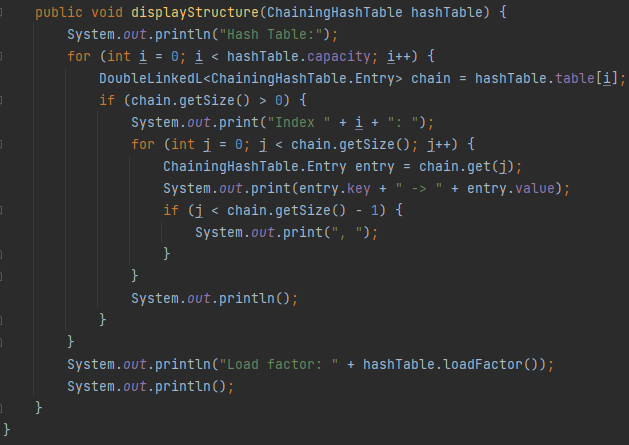 public void displayStructure(ChainingHashTable hashTable) {
System.out.println("Hash Table:");
for (int i = 0; i < hashTable.capacity; i++) {
DoubleLinkedL<ChainingHashTable.Entry> chain = hashTable.table[i];
if (chain.getSize() > 0) {
System.out.print("Index " + i + ": ");
for (int j = 0; j < chain.getSize(); j++) {
ChainingHashTable.Entry entry = chain.get(j);
System.out.print(entry.key + " -> " + entry.value);
if (j < chain.getSize() - 1) {
System.out.print(", ");
}
}
System.out.println();
}
}
System.out.println("Load factor: " + hashTable.loadFactor());
System.out.println();
}
}